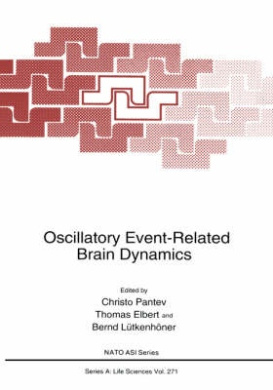 Oscillatory Event-Related
Brain Dynamics
Edited by
Christo Pantev
Thomas Elbert and
Bernd Lütkenhöner
NATO ASI Series
Series A: Life Sciences Vol. 271